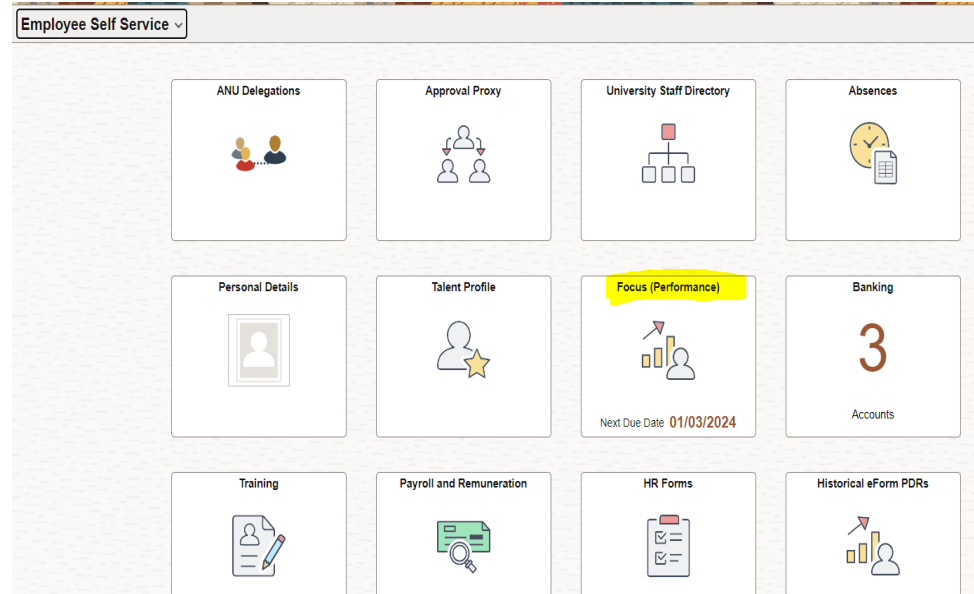 Employee Self Service
ANU Delegations
Approval Proxy
University Staff Directory
Absences
Personal Details
Talent Profile
Focus (Performance)
Next Due Date 01/03/2024
Banking
3
Accounts
Training
Payroll and Remuneration
HR Forms
Historical eForm PDRs